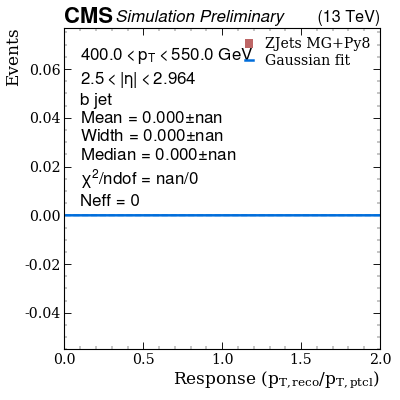 CMS Simulation Preliminary (13 TeV)
Events
400.0 < pT < 550.0 GeV
2.5 < |η| < 2.964
b jet
Mean = 0.000±nan
Width = 0.000±nan
Median = 0.000±nan
χ²/ndof = nan/0
Neff = 0
ZJets MG+Py8
Gaussian fit
0.06
0.04
0.02
0.00
-0.02
-0.04
0.0 0.5 1.0 1.5 2.0
Response (pT,reco/pT,ptcl)